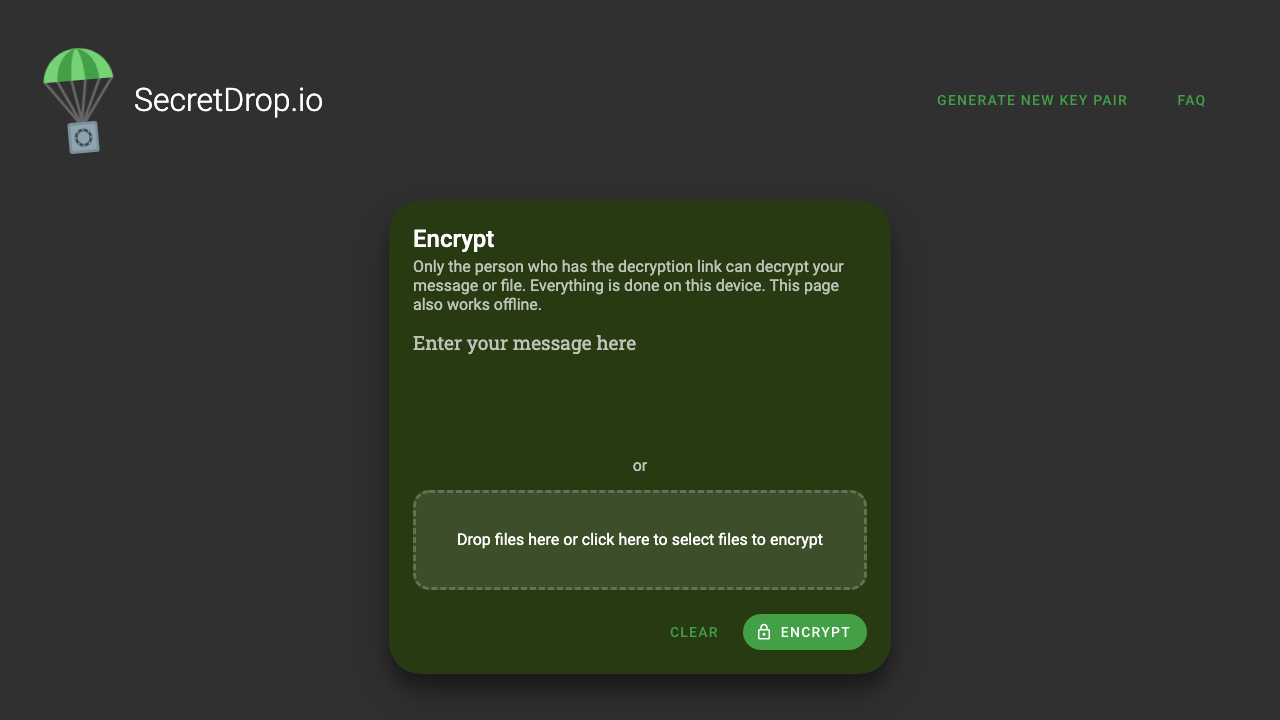 SecretDrop.io
GENERATE NEW KEY PAIR
FAQ
Encrypt
Only the person who has the decryption link can decrypt your
message or file. Everything is done on this device. This page
also works offline.
Enter your message here
or
Drop files here or click here to select files to encrypt
CLEAR
ENCRYPT